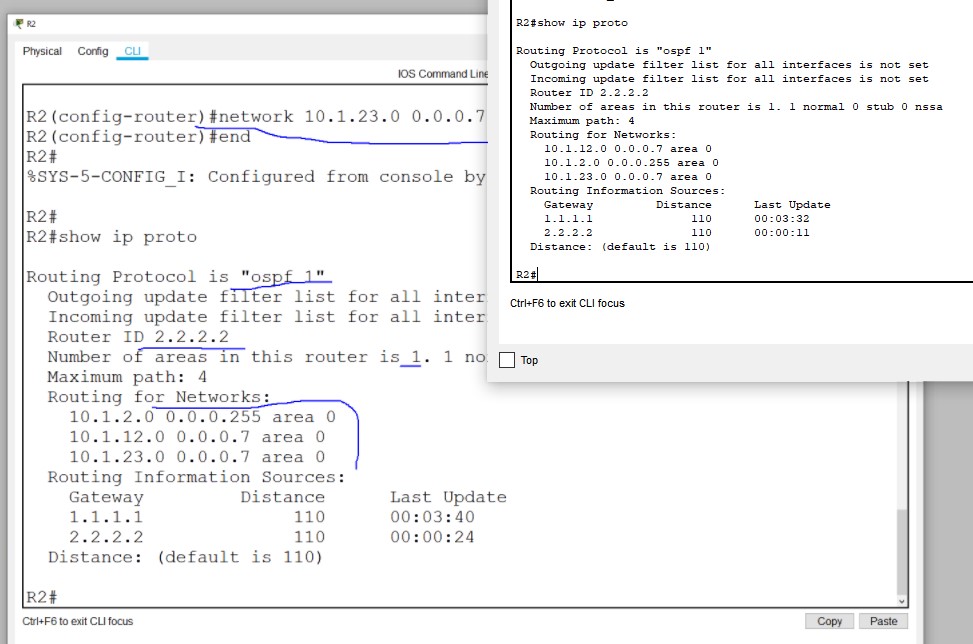 R2
Physical Config CLI
IOS Command Line
R2(config-router)#network 10.1.23.0 0.0.0.7
R2(config-router)#end
R2#
%SYS-5-CONFIG_I: Configured from console by
R2#
R2#show ip proto
Routing Protocol is "ospf 1"
Outgoing update filter list for all inter
Incoming update filter list for all inter
Router ID 2.2.2.2
Number of areas in this router is 1. 1 no
Maximum path: 4
Routing for Networks:
10.1.2.0 0.0.0.255 area 0
10.1.12.0 0.0.0.7 area 0
10.1.23.0 0.0.0.7 area 0
Routing Information Sources:
Gateway Distance Last Update
1.1.1.1 110 00:03:40
2.2.2.2 110 00:00:24
Distance: (default is 110)
R2#
Ctrl+F6 to exit CLI focus
Copy Paste
R2#show ip proto
Routing Protocol is "ospf 1"
Outgoing update filter list for all interfaces is not set
Incoming update filter list for all interfaces is not set
Router ID 2.2.2.2
Number of areas in this router is 1. 1 normal 0 stub 0 nssa
Maximum path: 4
Routing for Networks:
10.1.12.0 0.0.0.7 area 0
10.1.2.0 0.0.0.255 area 0
10.1.23.0 0.0.0.7 area 0
Routing Information Sources:
Gateway Distance Last Update
1.1.1.1 110 00:03:32
2.2.2.2 110 00:00:11
Distance: (default is 110)
R2#
Ctrl+F6 to exit CLI focus
Top